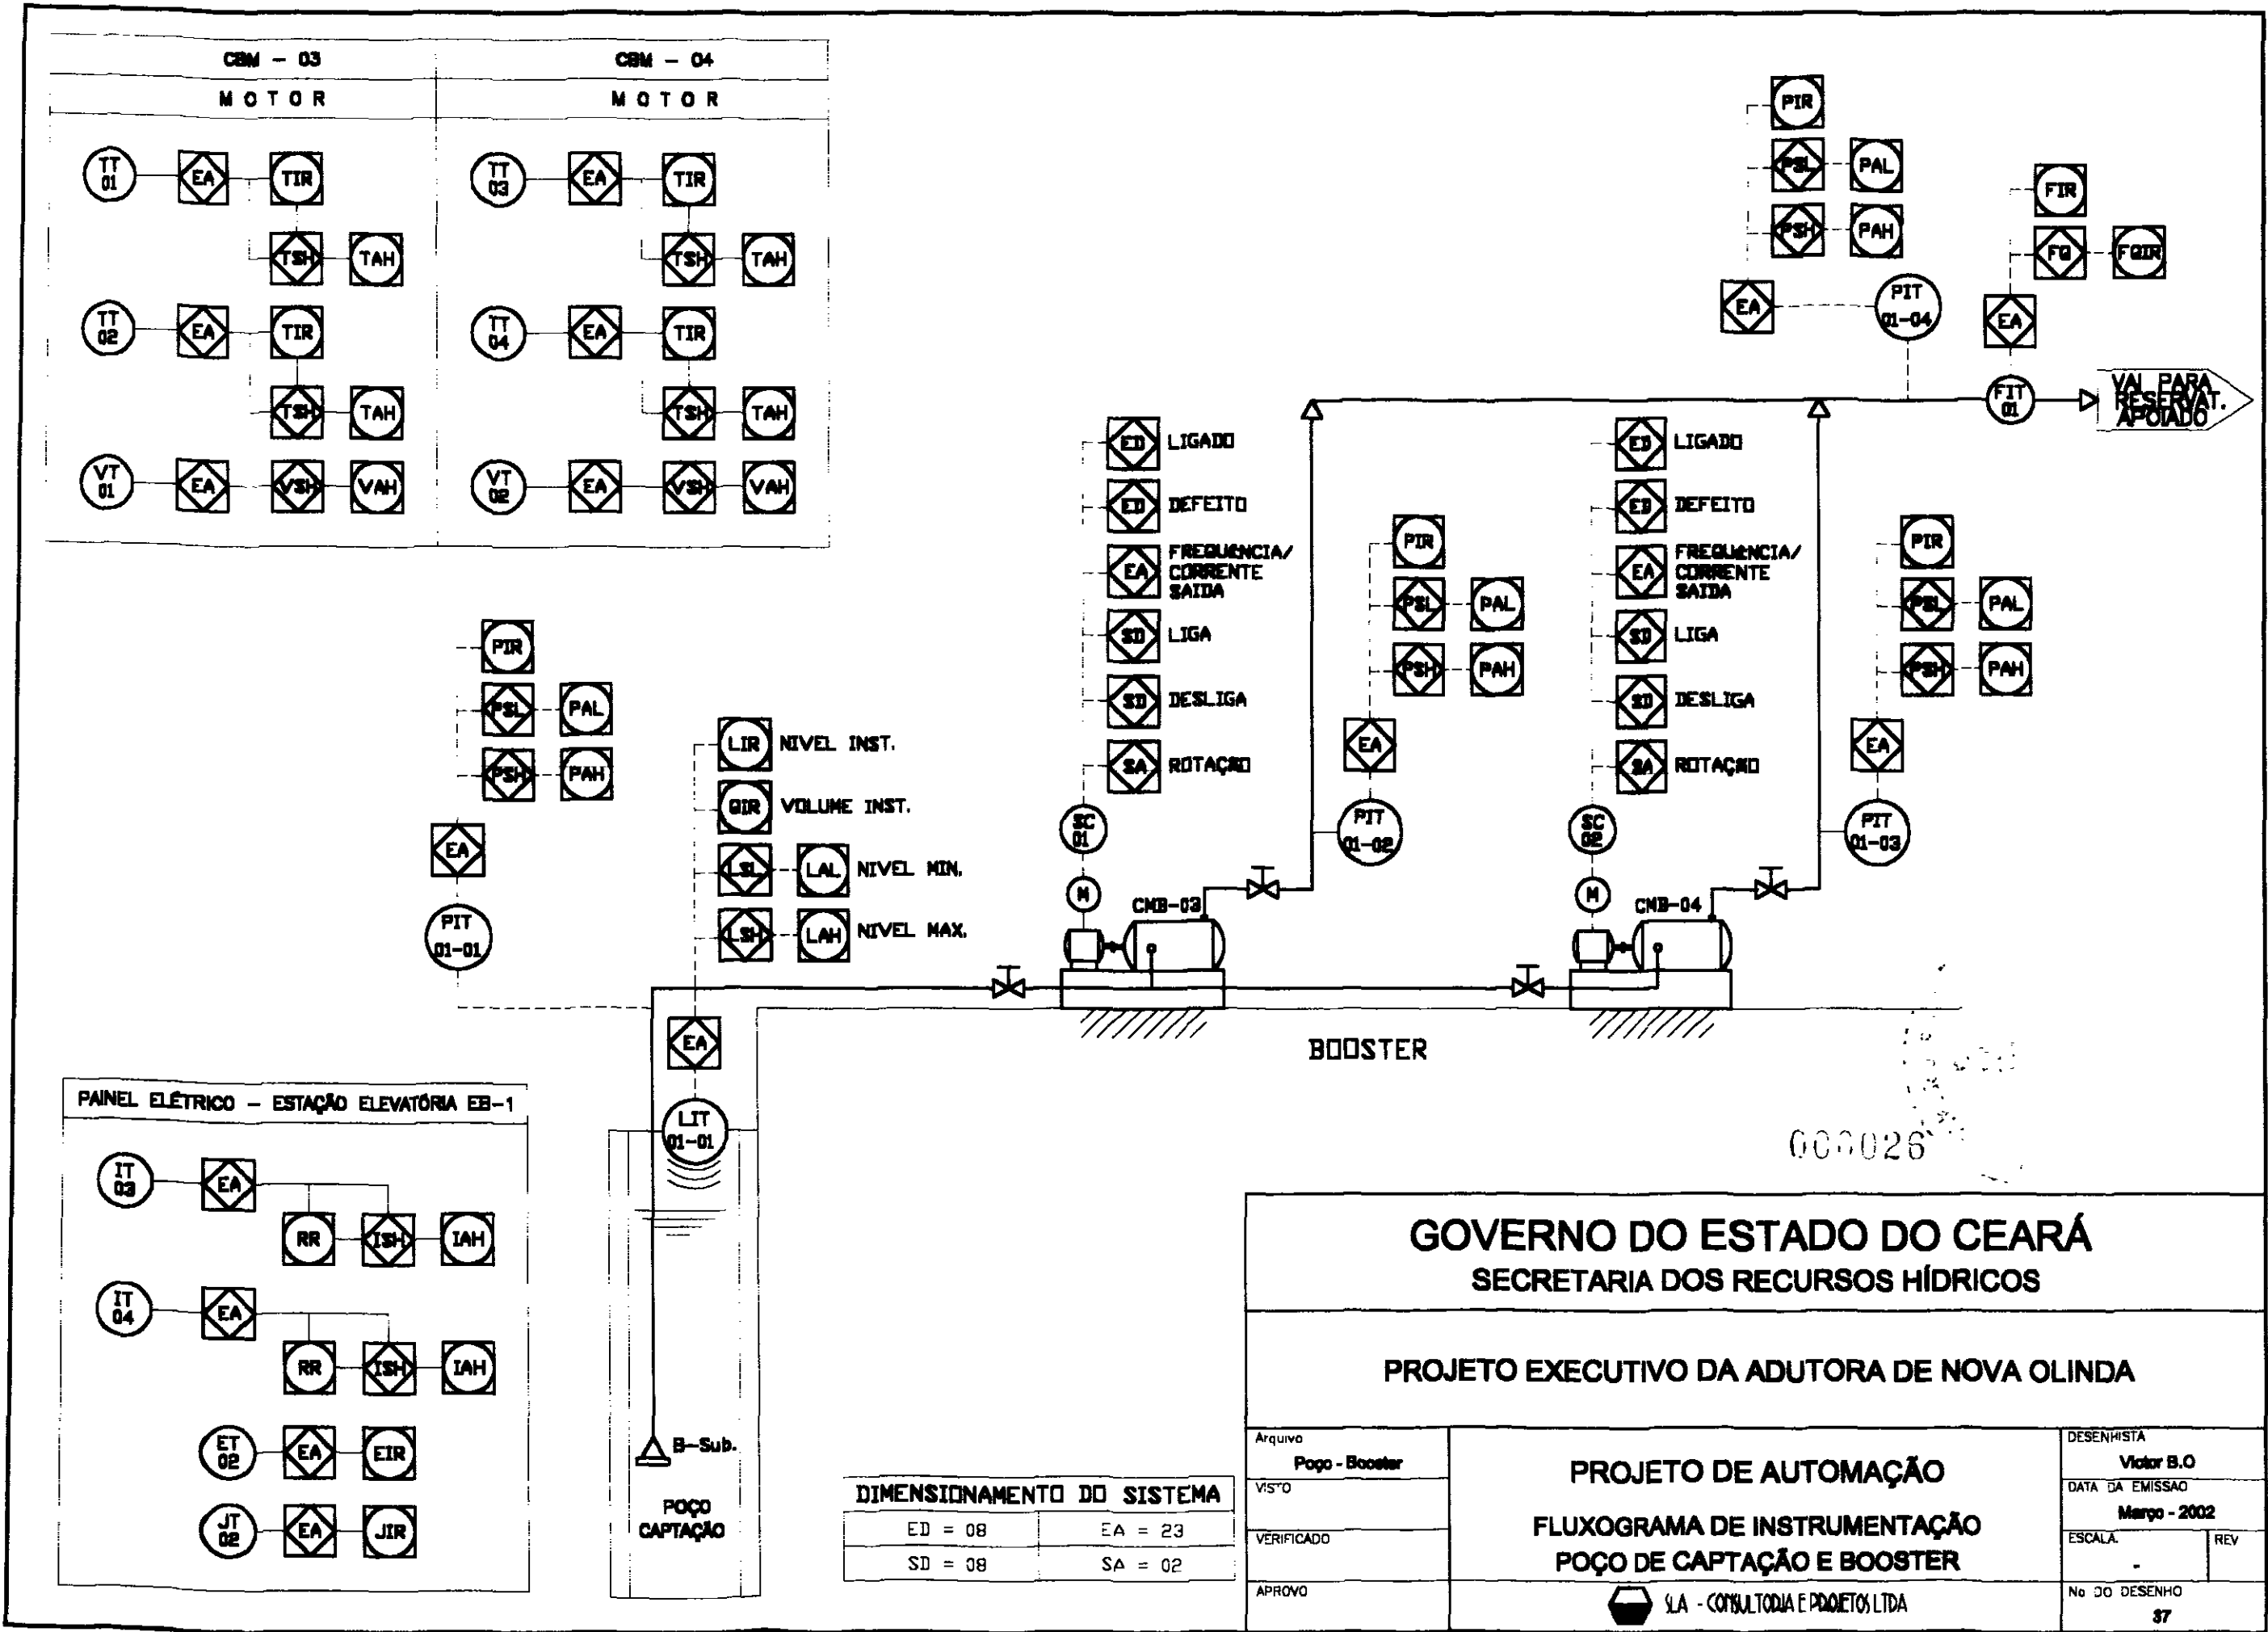 CBM - 03
CBM - 04
MOTOR
MOTOR
TT 01
EA
TIR
TSH
TAH
TT 02
EA
TIR
TSH
TAH
VT 01
EA
VSH
VAH
TT 03
EA
TIR
TSH
TAH
TT 04
EA
TIR
TSH
TAH
VT 02
EA
VSH
VAH
PIR
PSL
PAL
PSH
PAH
EA
PIT 01-04
FIR
FQ
FQIR
EA
FIT 01
VAI PARA
RESERVAT.
APOIADO
ED LIGADO
ED DEFEITO
EA FREQUENCIA/
CORRENTE
SAIDA
SD LIGA
SD DESLIGA
SA ROTAÇÃO
SC 01
M
CMB-03
PIR
PSL
PAL
PSH
PAH
EA
PIT 01-02
ED LIGADO
ED DEFEITO
EA FREQUENCIA/
CORRENTE
SAIDA
SD LIGA
SD DESLIGA
SA ROTAÇÃO
SC 02
M
CMB-04
PIR
PSL
PAL
PSH
PAH
EA
PIT 01-03
PIR
PSL
PAL
PSH
PAH
EA
PIT 01-01
LIR NIVEL INST.
QIR VOLUME INST.
LSL LAL NIVEL MIN.
LSH LAH NIVEL MAX.
EA
LIT 01-01
BOOSTER
B-Sub.
POÇO
CAPTAÇÃO
PAINEL ELÉTRICO - ESTAÇÃO ELEVATÓRIA EB-1
IT 03
EA
RR
ISH
IAH
IT 04
EA
RR
ISH
IAH
ET 02
EA
EIR
JT 02
EA
JIR
DIMENSIONAMENTO DO SISTEMA
ED = 08
EA = 23
SD = 08
SA = 02
000026
GOVERNO DO ESTADO DO CEARÁ
SECRETARIA DOS RECURSOS HÍDRICOS
PROJETO EXECUTIVO DA ADUTORA DE NOVA OLINDA
Arquivo
Poço - Booster
VISTO
VERIFICADO
APROVO
PROJETO DE AUTOMAÇÃO
FLUXOGRAMA DE INSTRUMENTAÇÃO
POÇO DE CAPTAÇÃO E BOOSTER
SLA - CONSULTORIA E PROJETOS LTDA
DESENHISTA
Victor B.O
DATA DA EMISSAO
Março - 2002
ESCALA.
-
REV
No DO DESENHO
37